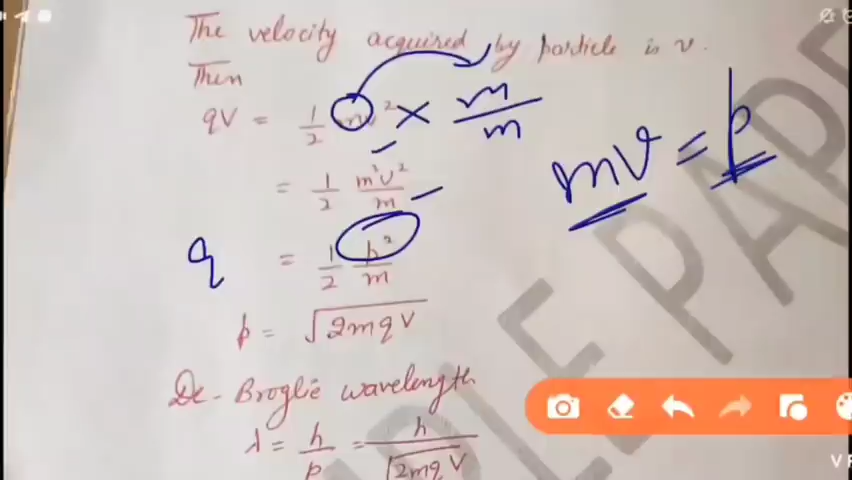 The velocity acquired by particle is v.
Then
qV = 1/2 mv² × m/m
= 1/2 m²v²/m
mv = p
q = 1/2 p²/m
p = √2mqV
De-Broglie wavelength
λ = h/p = h/√2mqV